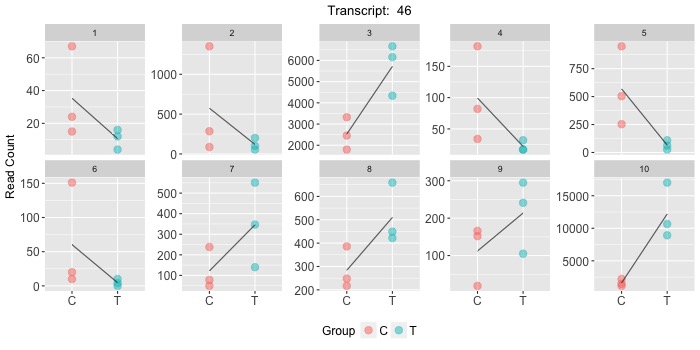 Transcript: 46
Read Count
1 2 3 4 5
60 40 20
1000 500 0
6000 5000 4000 3000 2000
150 100 50
750 500 250 0
6 7 8 9 10
150 100 50 0
500 400 300 200 100
600 500 400 300 200
300 200 100
15000 10000 5000
C T C T C T C T C T
Group C T